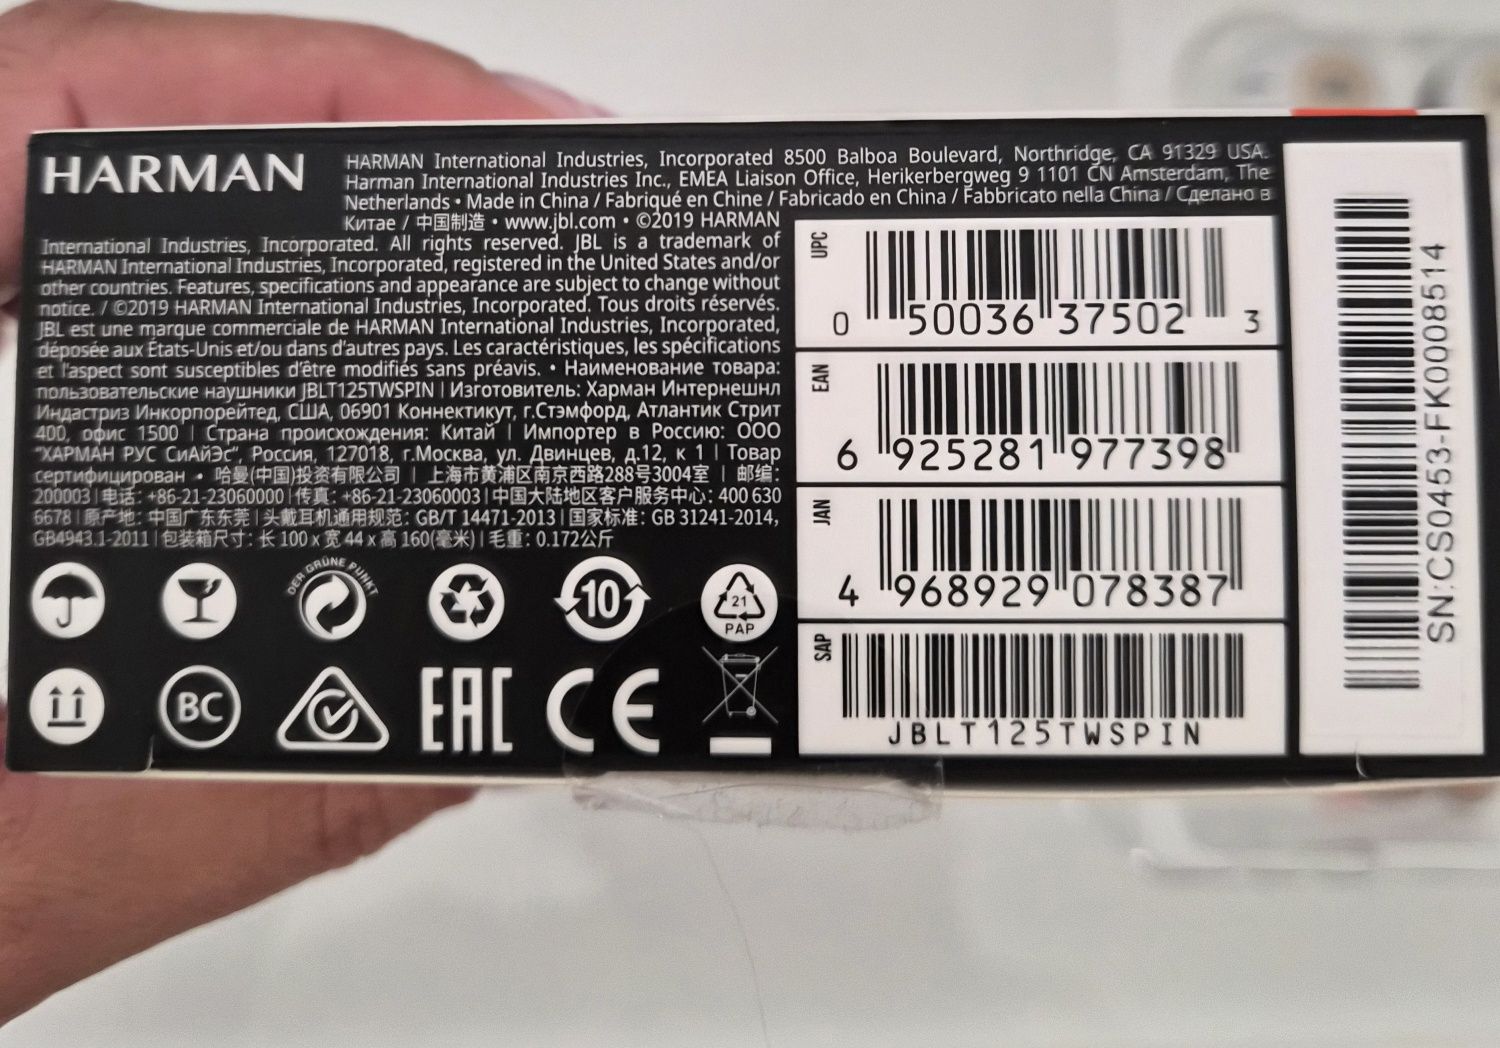 HARMAN
HARMAN International Industries, Incorporated 8500 Balboa Boulevard, Northridge, CA 91329 USA.
Harman International Industries Inc., EMEA Liaison Office, Herikerbergweg 9 1101 CN Amsterdam, The
Netherlands • Made in China / Fabriqué en Chine / Fabricado en China / Fabbricato nella China / Сделано в
Китае / 中国制造 • www.jbl.com • ©2019 HARMAN
International Industries, Incorporated. All rights reserved. JBL is a trademark of
HARMAN International Industries, Incorporated, registered in the United States and/or
other countries. Features, specifications and appearance are subject to change without
notice. / ©2019 HARMAN International Industries, Incorporated. Tous droits réservés.
JBL est une marque commerciale de HARMAN International Industries, Incorporated,
déposée aux États-Unis et/ou dans d'autres pays. Les caractéristiques, les spécifications
et l'aspect sont susceptibles d'être modifiés sans préavis. • Наименование товара:
пользовательские наушники JBLT125TWSPIN | Изготовитель: Харман Интернешнл
Индастриз Инкорпорейтед, США, 06901 Коннектикут, г.Стэмфорд, Атлантик Стрит
400, офис 1500 | Страна происхождения: Китай | Импортер в Россию: ООО
"ХАРМАН РУС СиАйЭс", Россия, 127018, г.Москва, ул. Двинцев, д.12, к 1 | Товар
сертифицирован • 哈曼(中国)投资有限公司 | 上海市黄浦区南京西路288号3004室 | 邮编:
200003 | 电话: +86-21-23060000 | 传真: +86-21-23060003 | 中国大陆地区客户服务中心: 400 630
6678 | 原产地: 中国广东东莞 | 头戴耳机通用规范: GB/T 14471-2013 | 国家标准: GB 31241-2014,
GB4943.1-2011 | 包装箱尺寸: 长 100 x 宽 44 x 高 160(毫米) | 毛重: 0.172公斤
DER GRÜNE PUNKT
10
21
PAP
BC
EAC
CE
UPC
0 50036 37502 3
EAN
6 925281 977398
JAN
4 968929 078387
SAP
JBLT125TWSPIN
SN:CS0453-FK0008514